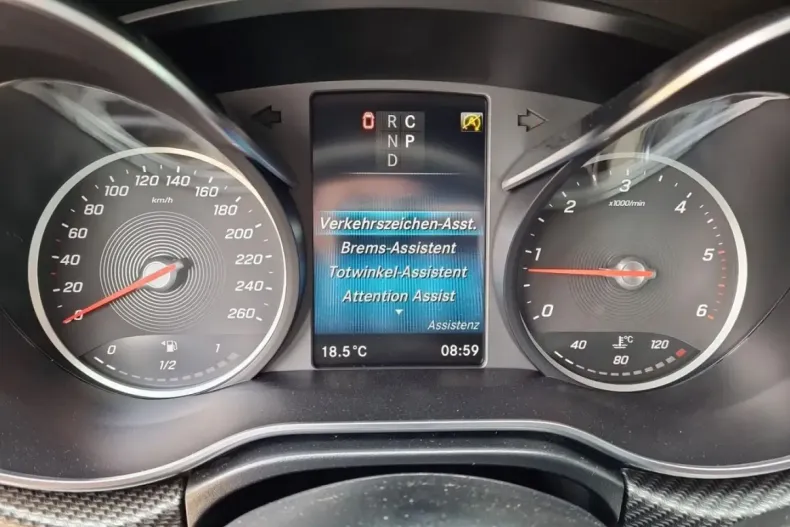 R C
N P
D
Verkehrszeichen-Asst.
Brems-Assistent
Totwinkel-Assistent
Attention Assist
Assistenz
18.5°C 08:59
0 20 40 60 80 100 120 140 160 180 200 220 240 260
km/h
0 1/2 1
0 1 2 3 4 5 6
x1000/min
°C
40 80 120